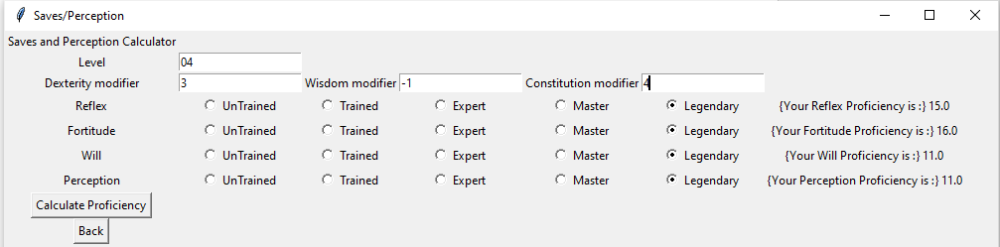 Saves/Perception
Saves and Perception Calculator
Level 04
Dexterity modifier 3 Wisdom modifier -1 Constitution modifier 4
Reflex UnTrained Trained Expert Master Legendary {Your Reflex Proficiency is :} 15.0
Fortitude UnTrained Trained Expert Master Legendary {Your Fortitude Proficiency is :} 16.0
Will UnTrained Trained Expert Master Legendary {Your Will Proficiency is :} 11.0
Perception UnTrained Trained Expert Master Legendary {Your Perception Proficiency is :} 11.0
Calculate Proficiency
Back